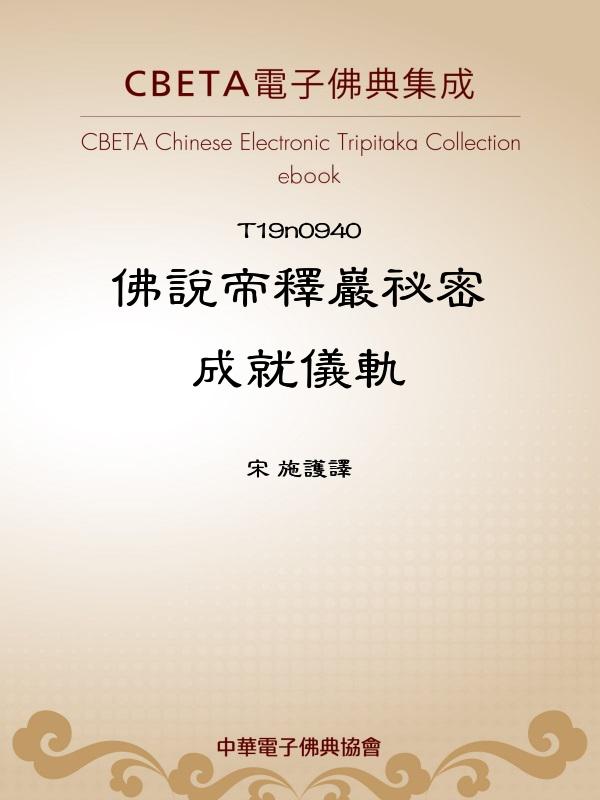 CBETA電子佛典集成
CBETA Chinese Electronic Tripitaka Collection
ebook
T19n0940
佛說帝釋巖祕密
成就儀軌
宋 施護譯
中華電子佛典協會